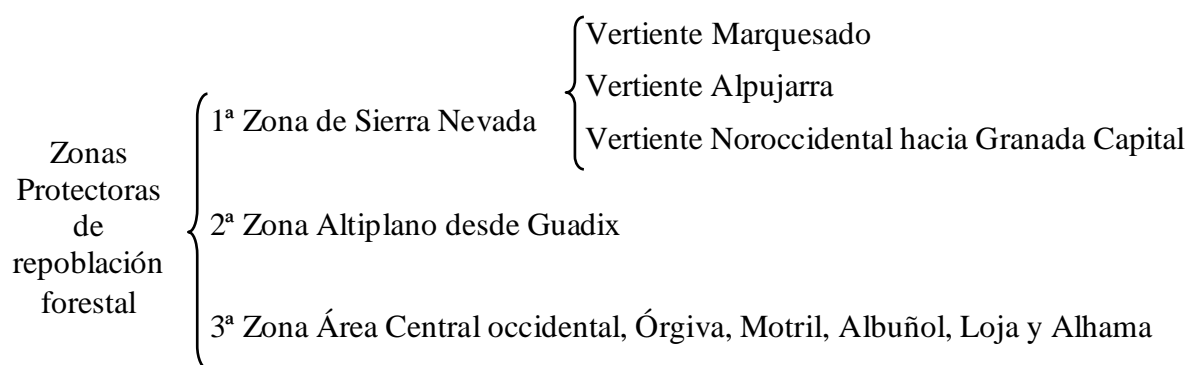 Zonas
Protectoras
de
repoblación
forestal
1ª Zona de Sierra Nevada
Vertiente Marquesado
Vertiente Alpujarra
Vertiente Noroccidental hacia Granada Capital
2ª Zona Altiplano desde Guadix
3ª Zona Área Central occidental, Órgiva, Motril, Albuñol, Loja y Alhama